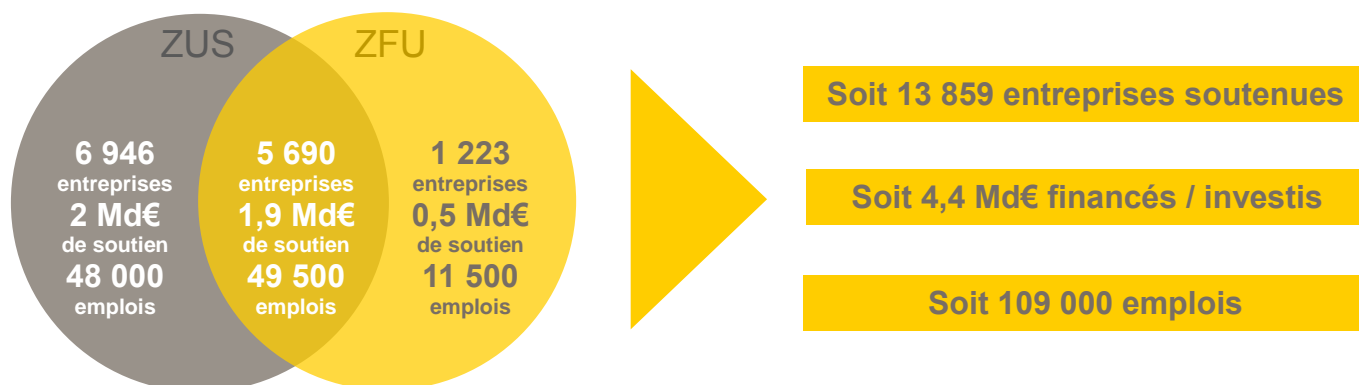 ZUS
ZFU
6 946
entreprises
2 Md€
de soutien
48 000
emplois
5 690
entreprises
1,9 Md€
de soutien
49 500
emplois
1 223
entreprises
0,5 Md€
de soutien
11 500
emplois
Soit 13 859 entreprises soutenues
Soit 4,4 Md€ financés / investis
Soit 109 000 emplois